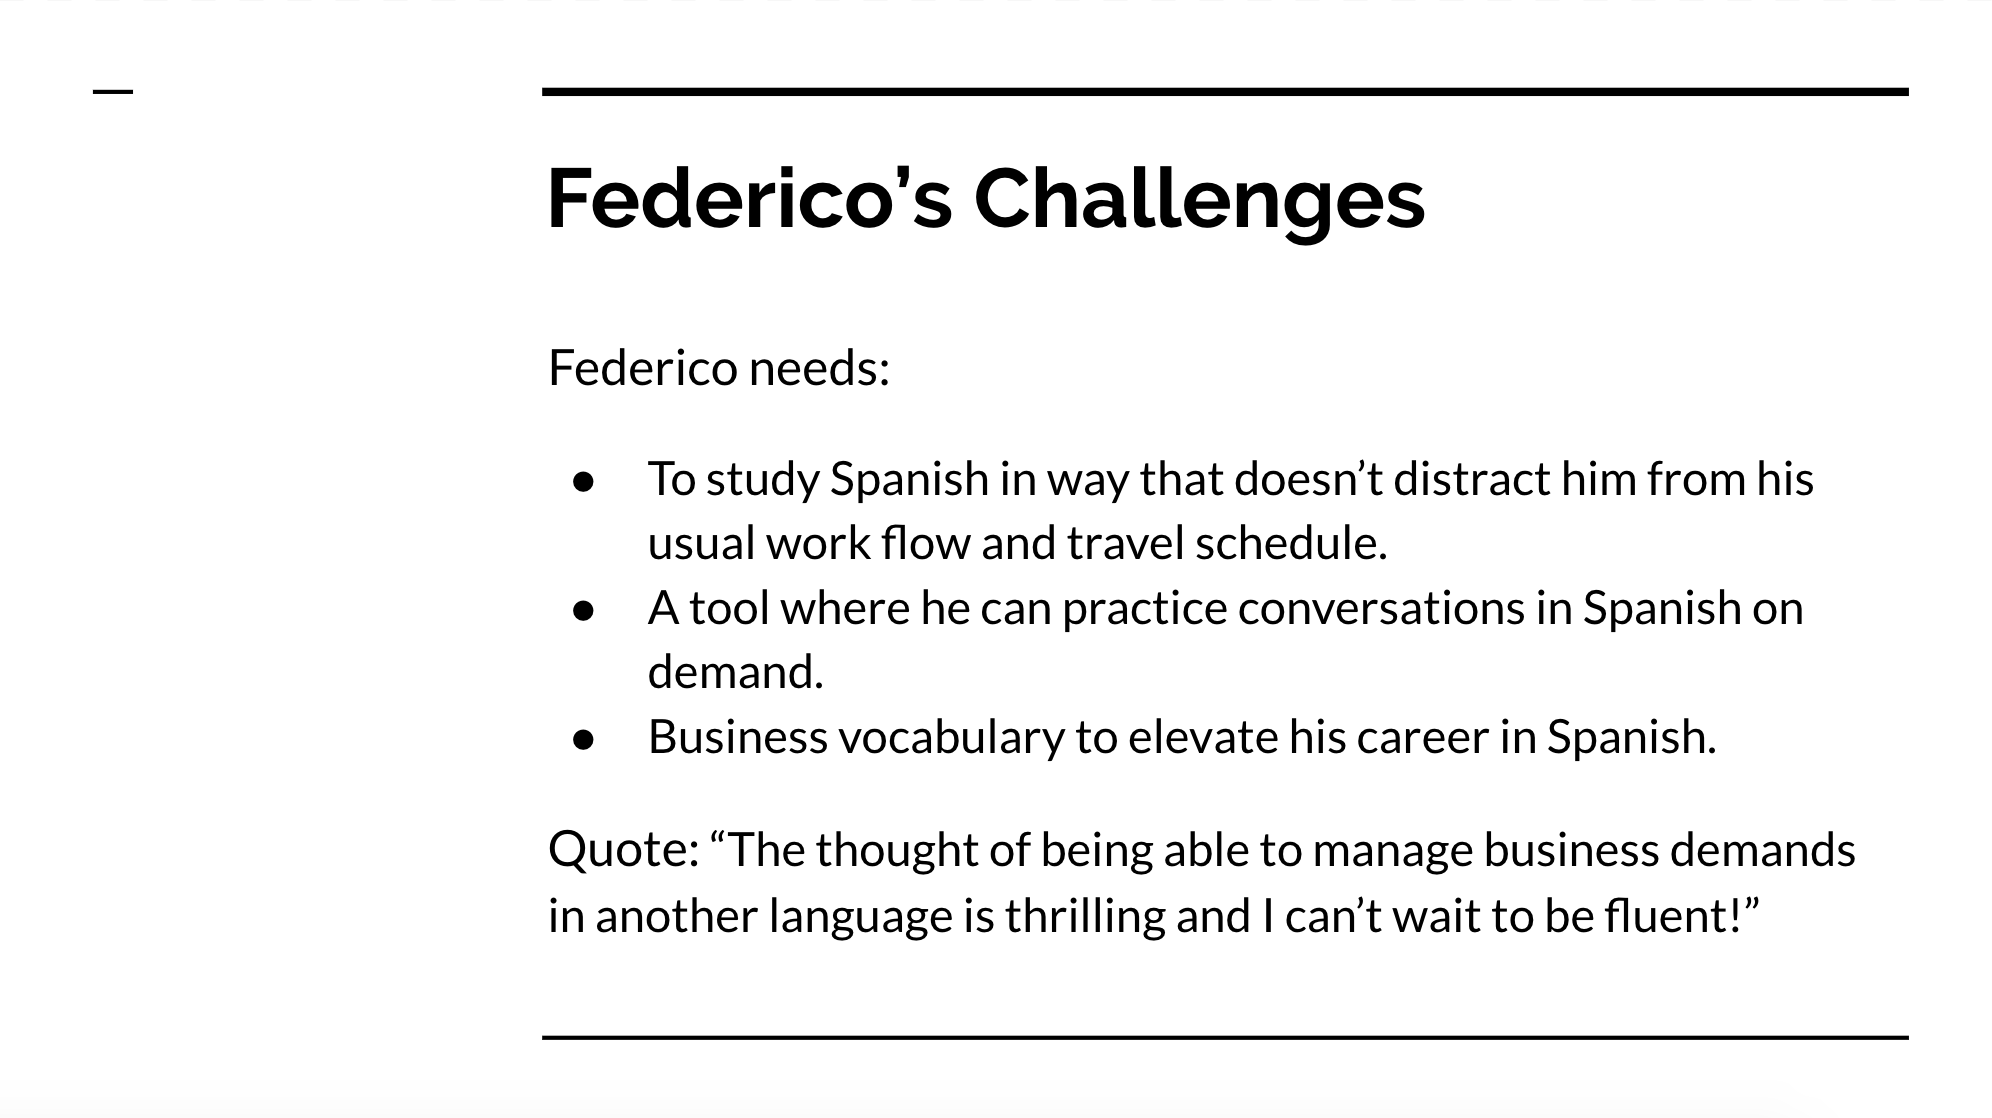 Federico’s Challenges
Federico needs:
● To study Spanish in way that doesn’t distract him from his
usual work flow and travel schedule.
● A tool where he can practice conversations in Spanish on
demand.
● Business vocabulary to elevate his career in Spanish.
Quote: “The thought of being able to manage business demands
in another language is thrilling and I can’t wait to be fluent!”